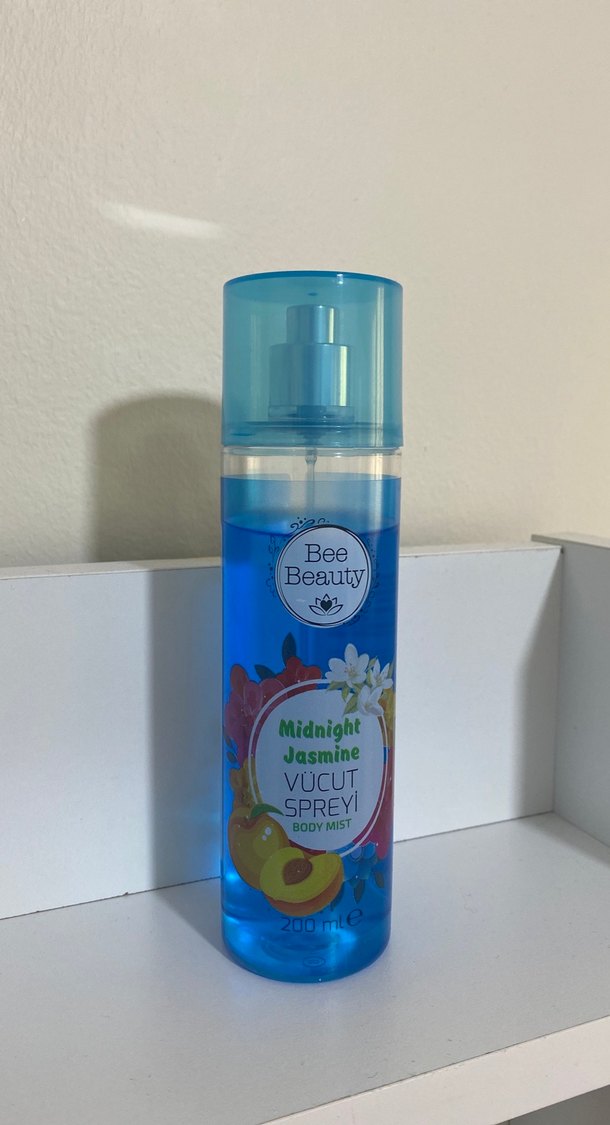 Bee
Beauty
Midnight
Jasmine
VÜCUT
SPREYİ
BODY MIST
200 ml ℮